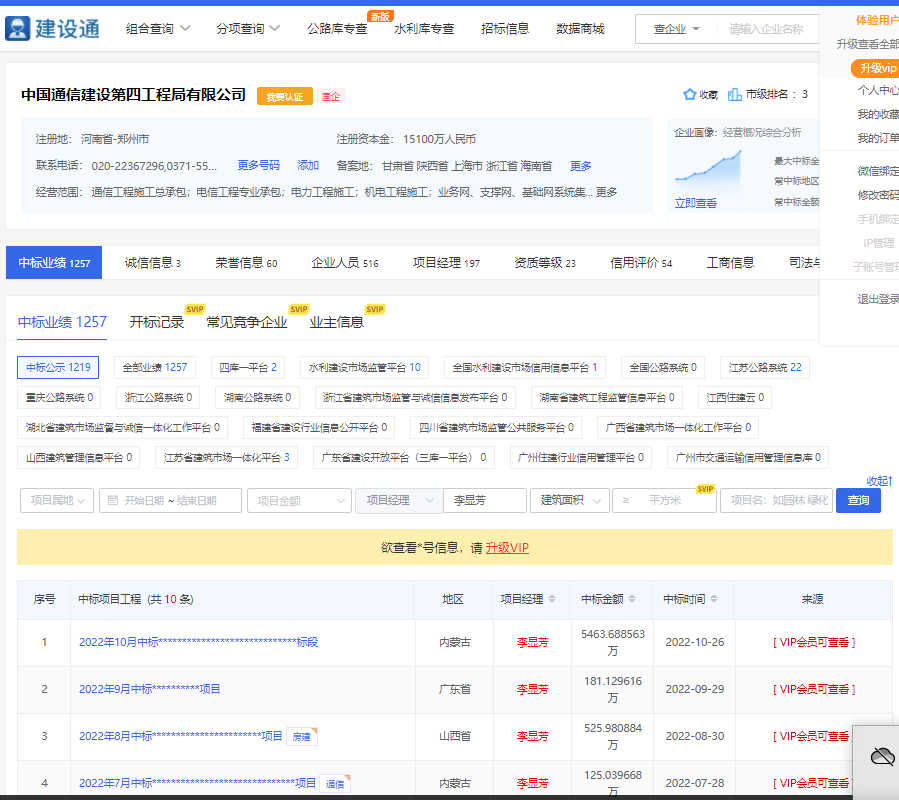 建设通 组合查询 分项查询 公路库专查 新版 水利库专查 招标信息 数据商城 查企业 请输入企业名称
体验用户
升级查看全部
升级vip
个人中心
我的收藏
我的订单
微信绑定
修改密码
手机绑定
IP管理
子账号管理
退出登录
中国通信建设第四工程局有限公司 我要认证 国企 收藏 市级排名：3
注册地: 河南省-郑州市 注册资本金: 15100万人民币
联系电话: 020-22367296,0371-55... 更多号码 添加 备案地: 甘肃省 陕西省 上海市 浙江省 海南省 更多
经营范围: 通信工程施工总承包; 电信工程专业承包; 电力工程施工; 机电工程施工; 业务网、支撑网、基础网系统集... 更多
企业画像: 经营概况综合分析
最大中标金
常中标地区
常中标金额
立即查看
中标业绩 1257 诚信信息 3 荣誉信息 60 企业人员 516 项目经理 197 资质等级 23 信用评价 54 工商信息 司法与
中标业绩 1257 开标记录 SVIP 常见竞争企业 SVIP 业主信息 SVIP
中标公示 1219 全部业绩 1257 四库一平台 2 水利建设市场监管平台 10 全国水利建设市场信用信息平台 1 全国公路系统 0 江苏公路系统 22
重庆公路系统 0 浙江公路系统 0 湖南公路系统 0 浙江省建筑市场监管与诚信信息发布平台 0 湖南省建筑工程监管信息平台 0 江西住建云 0
湖北省建筑市场监督与诚信一体化工作平台 0 福建省建设行业信息公开平台 0 四川省建筑市场监管公共服务平台 0 广西省建筑市场一体化工作平台 0
山西建筑管理信息平台 0 江苏省建筑市场一体化平台 3 广东省建设开放平台（三库一平台） 0 广州住建行业信用管理平台 0 广州市交通运输信用管理信息库 0
收起↑
项目属地 开始日期 ~ 结束日期 项目金额 项目经理 李显芳 建筑面积 ≥ 平方米 SVIP 项目名: 如园林 绿化 查询
欲查看*号信息，请 升级VIP
序号 中标项目工程 (共 10 条) 地区 项目经理 中标金额 中标时间 来源
1 2022年10月中标*****************************标段 内蒙古 李显芳 5463.688563万 2022-10-26 [ VIP会员可查看 ]
2 2022年9月中标**********项目 广东省 李显芳 181.129616万 2022-09-29 [ VIP会员可查看 ]
3 2022年8月中标***********************项目 房建 山西省 李显芳 525.980884万 2022-08-30 [ VIP会员可查看
4 2022年7月中标******************************项目 通信 内蒙古 李显芳 125.039668万 2022-07-28 [ VIP会员可查看